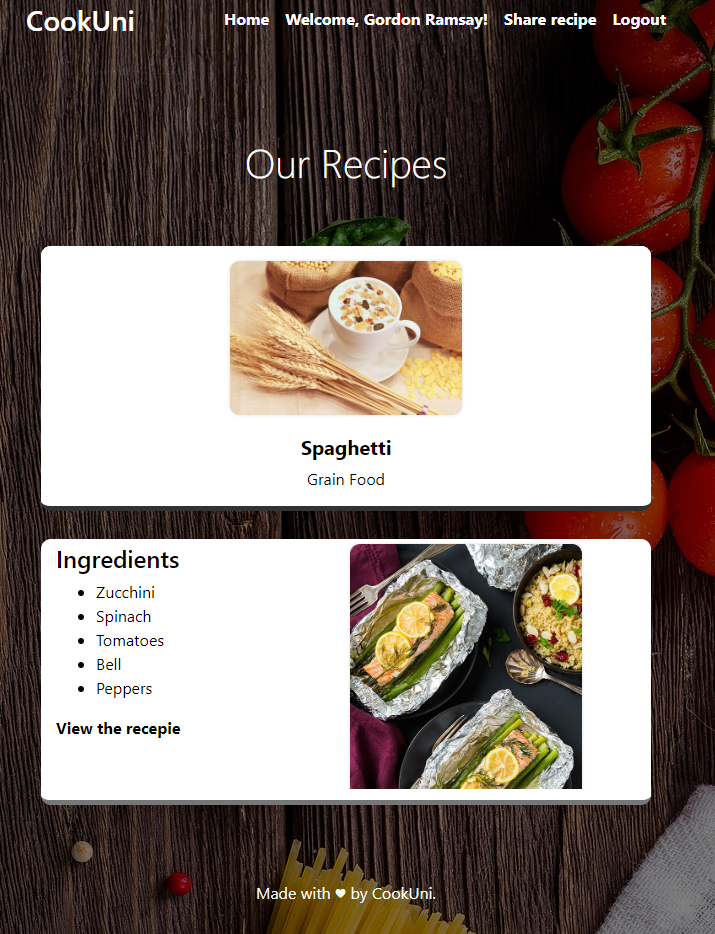 CookUni
Home Welcome, Gordon Ramsay! Share recipe Logout
Our Recipes
Spaghetti
Grain Food
Ingredients
Zucchini
Spinach
Tomatoes
Bell
Peppers
View the recepie
Made with ♥ by CookUni.